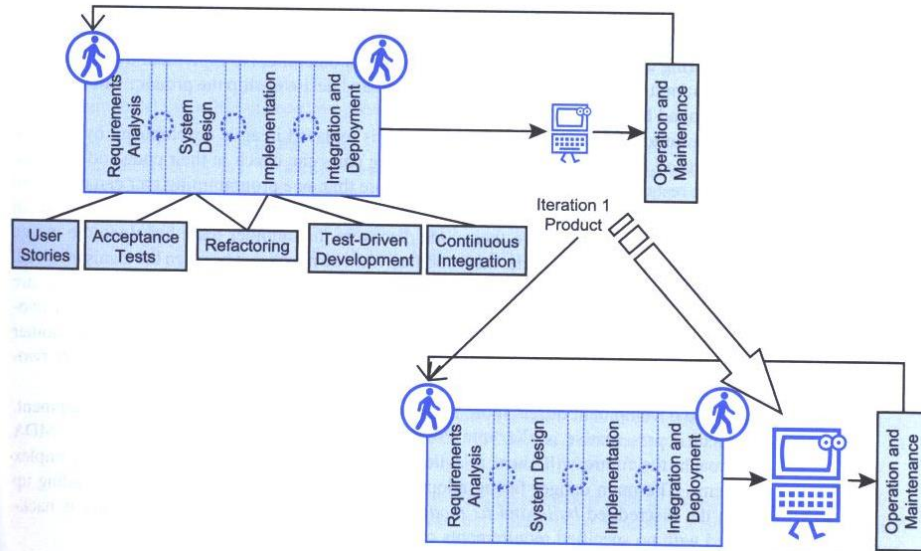 Requirements
Analysis
System
Design
Implementation
Integration and
Deployment
Operation and
Maintenance
User
Stories
Acceptance
Tests
Refactoring
Test-Driven
Development
Continuous
Integration
Iteration 1
Product
Requirements
Analysis
System Design
Implementation
Integration and
Deployment
Operation and
Maintenance